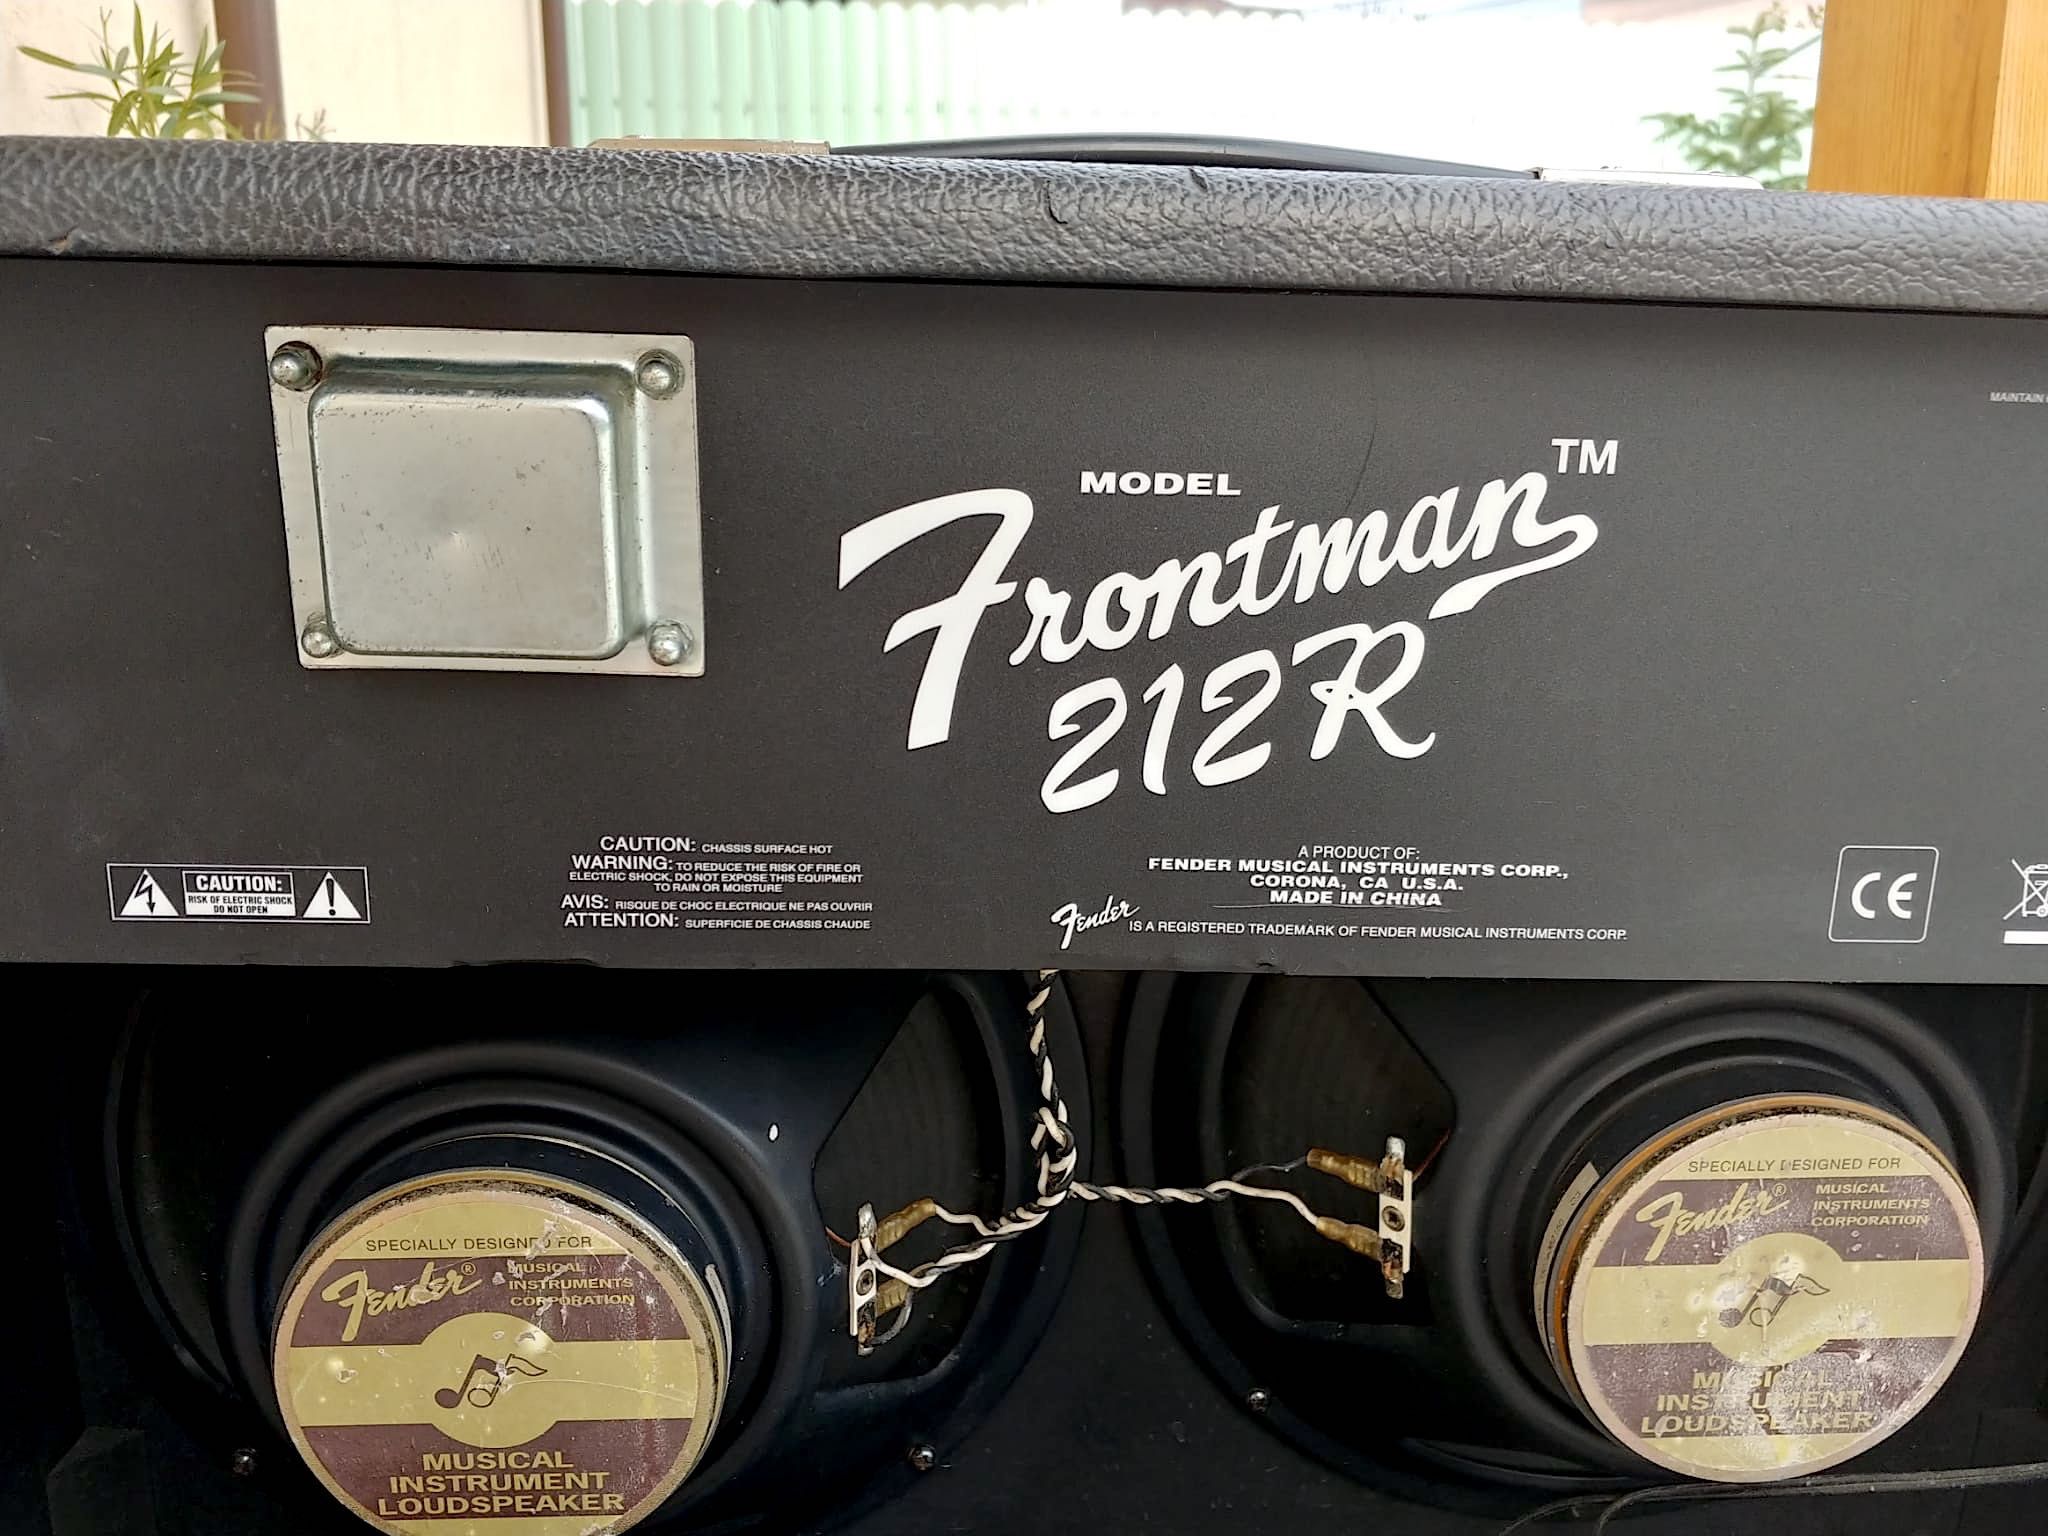 MAINTAIN
MODEL
Frontman™
212R
CAUTION:
RISK OF ELECTRIC SHOCK
DO NOT OPEN
CAUTION: CHASSIS SURFACE HOT
WARNING: TO REDUCE THE RISK OF FIRE OR
ELECTRIC SHOCK, DO NOT EXPOSE THIS EQUIPMENT
TO RAIN OR MOISTURE
AVIS: RISQUE DE CHOC ELECTRIQUE NE PAS OUVRIR
ATTENTION: SUPERFICIE DE CHASSIS CHAUDE
A PRODUCT OF:
FENDER MUSICAL INSTRUMENTS CORP.,
CORONA, CA U.S.A.
MADE IN CHINA
Fender IS A REGISTERED TRADEMARK OF FENDER MUSICAL INSTRUMENTS CORP.
CE
SPECIALLY DESIGNED FOR
Fender®
MUSICAL
INSTRUMENTS
CORPORATION
MUSICAL
INSTRUMENT
LOUDSPEAKER
SPECIALLY DESIGNED FOR
Fender®
MUSICAL
INSTRUMENTS
CORPORATION
MUSICAL
INSTRUMENT
LOUDSPEAKER